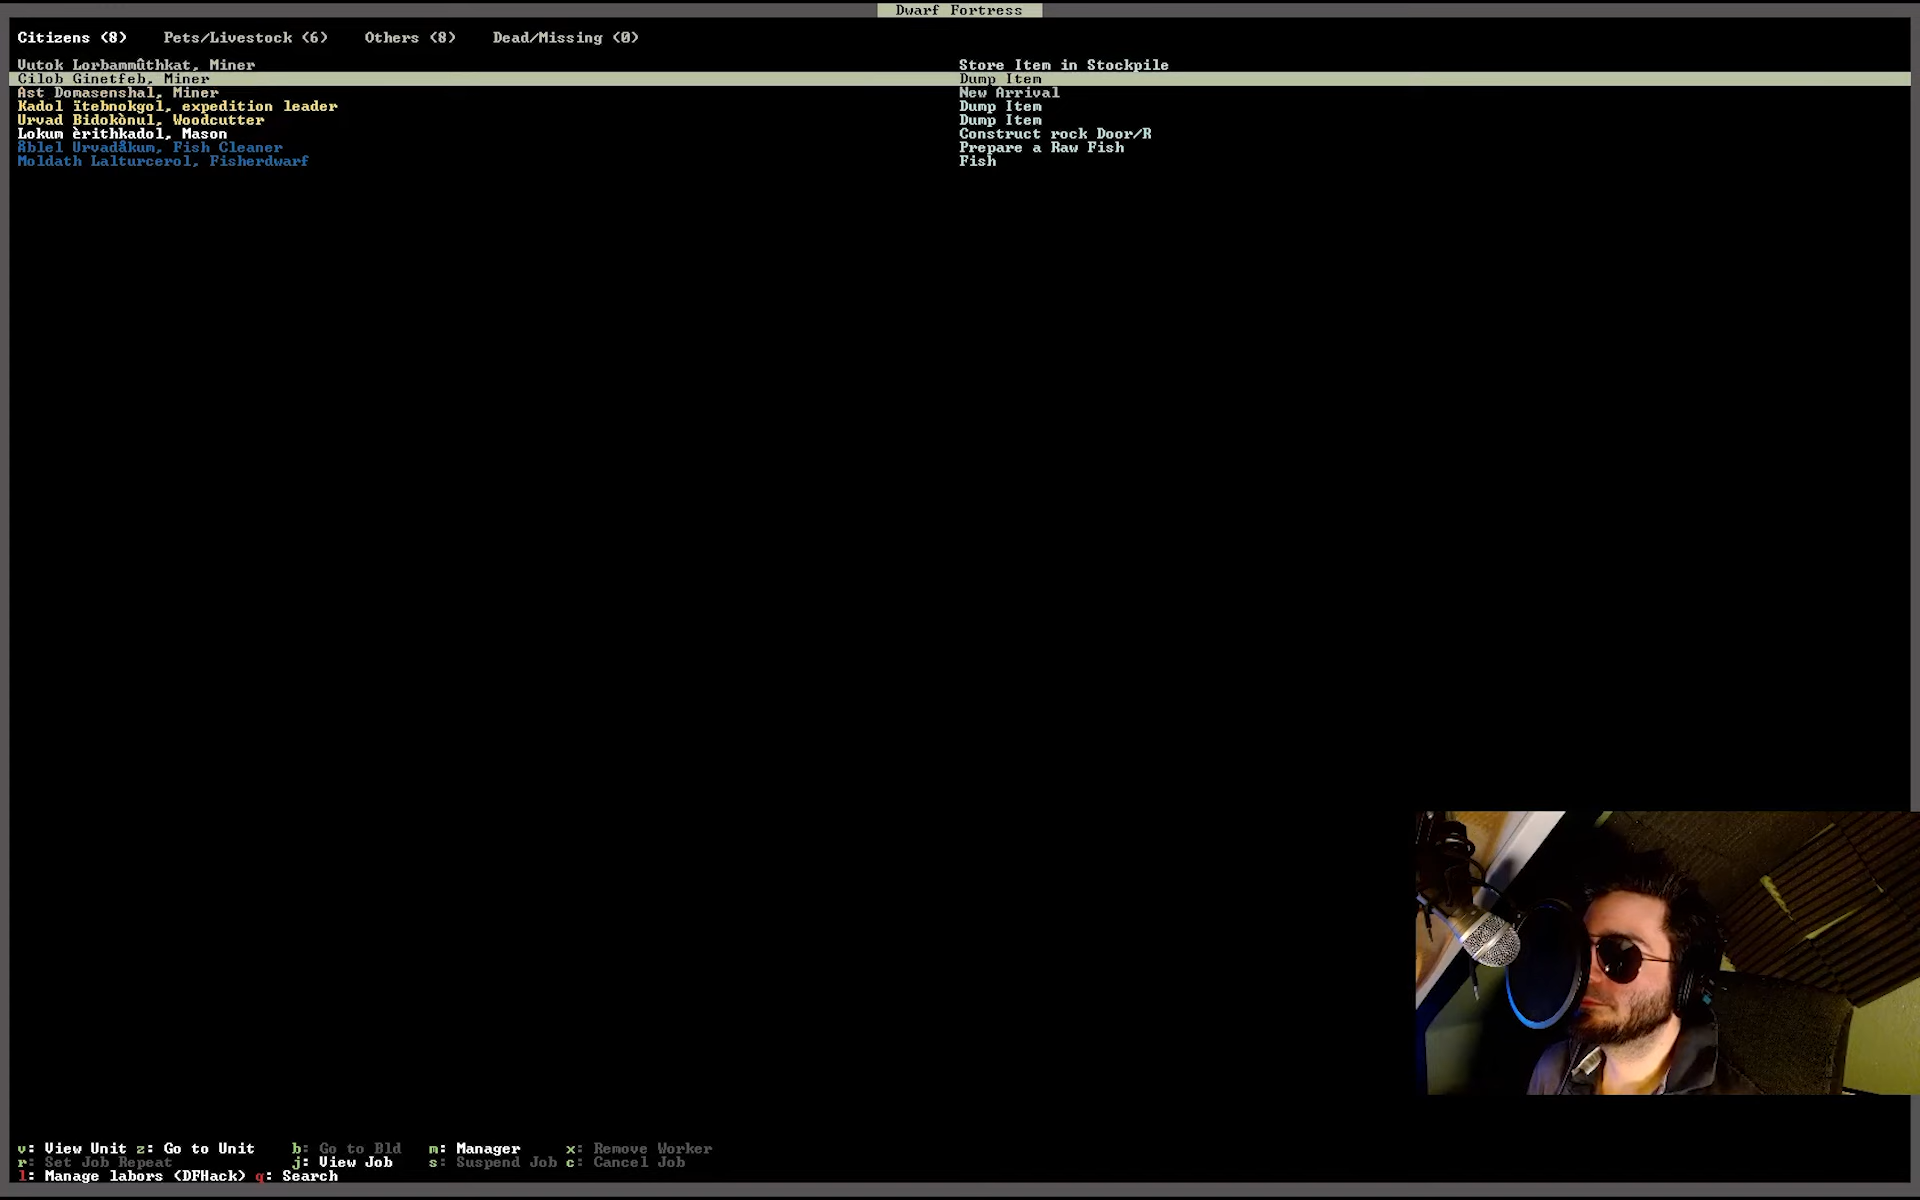 Dwarf Fortress
Citizens (8) Pets/Livestock (6) Others (8) Dead/Missing (0)
Vutok Lorbammûthkat, Miner Store Item in Stockpile
Cilob Ginetfeb, Miner Dump Item
Ast Domasenshal, Miner New Arrival
Kadol ïtebnokgol, expedition leader Dump Item
Urvad Bidokònul, Woodcutter Dump Item
Lokum èrithkadol, Mason Construct rock Door/R
Åblel Urvadåkum, Fish Cleaner Prepare a Raw Fish
Moldath Lalturcerol, Fisherdwarf Fish
v: View Unit z: Go to Unit b: Go to Bld m: Manager x: Remove Worker
r: Set Job Repeat j: View Job s: Suspend Job c: Cancel Job
l: Manage labors (DFHack) q: Search